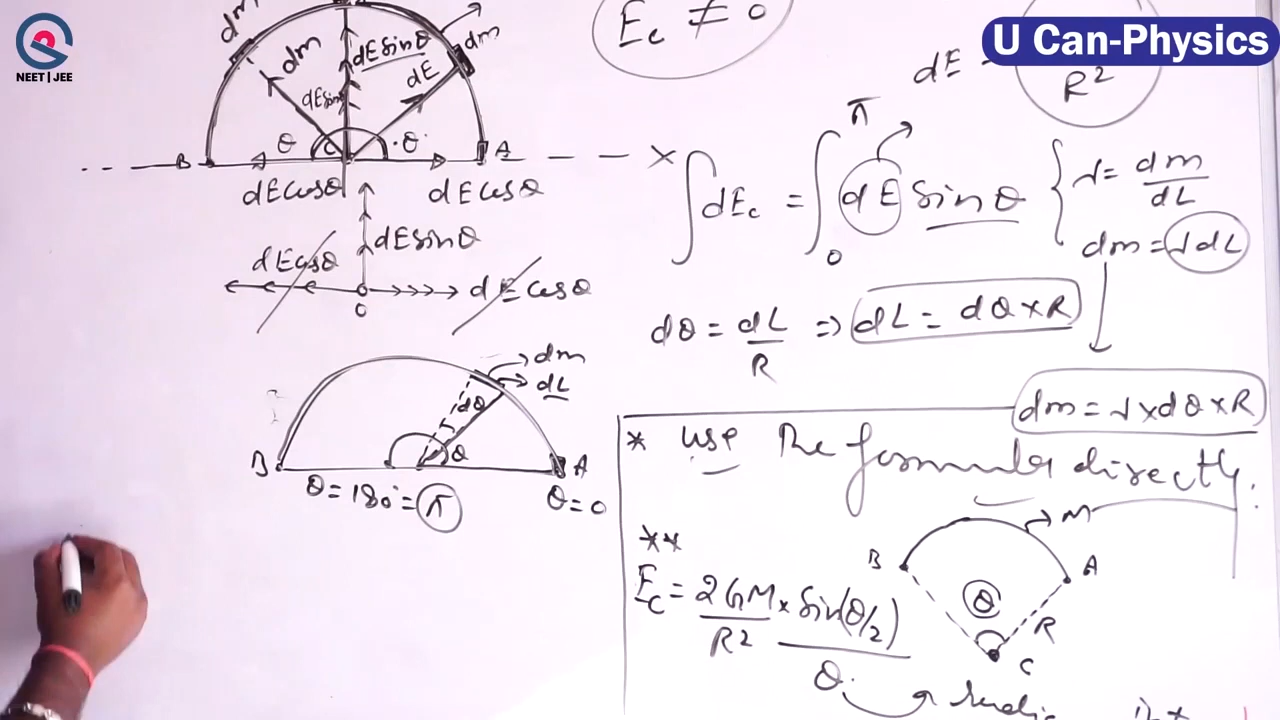 NEET | JEE
U Can-Physics
E_c ≠ 0
dE
R²
dm
dm
dE sinθ
dE
dm
dE sin
θ
C
θ
B
A
dE cosθ
dE cosθ
dE sinθ
dE cosθ
dE cosθ
O
∫dE_c = ∫₀^π dE sinθ
λ = dm/dL
dm = λ dL
dθ = dL/R ⇒ dL = dθ × R
dm = λ × dθ × R
dm
dL
dθ
θ
B
A
θ = 180° = π
θ = 0
* Use the formula directly.
**
E_c = 2GM/R² × sin(θ/2)/θ
M
B
A
θ
R
C